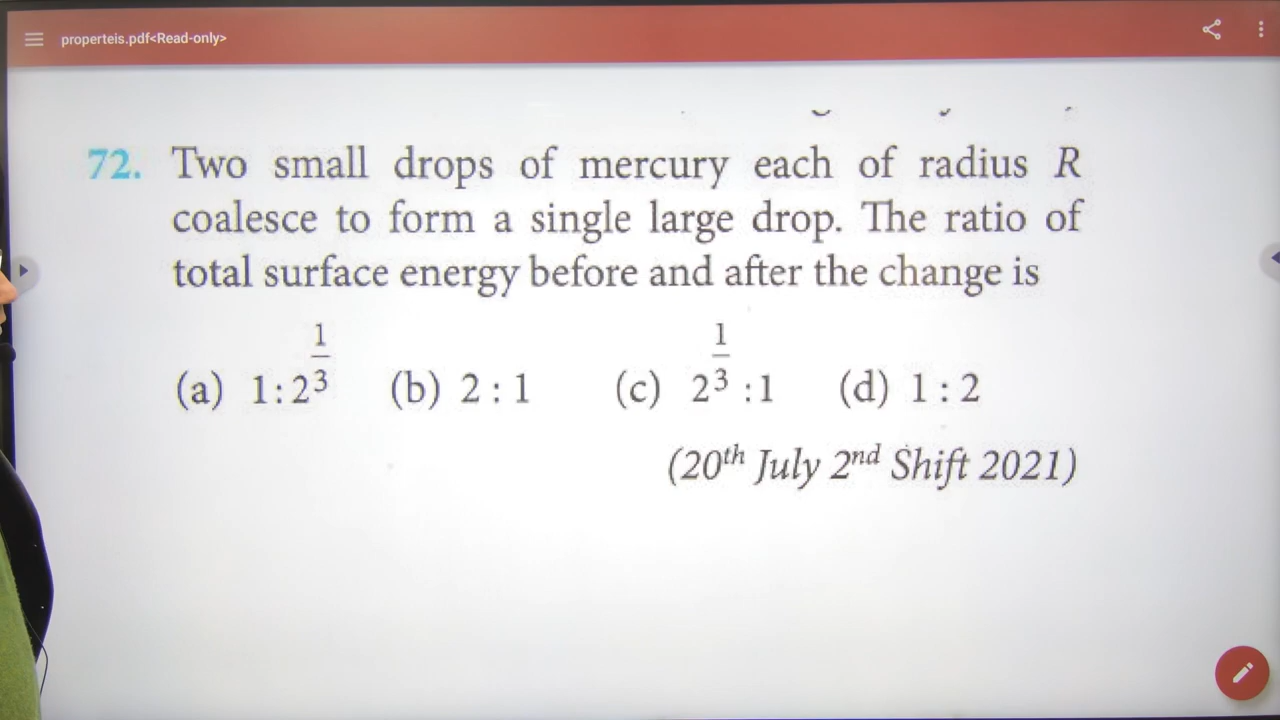 properteis.pdf<Read-only>
72. Two small drops of mercury each of radius R
coalesce to form a single large drop. The ratio of
total surface energy before and after the change is
(a) 1:2^{1/3} (b) 2 : 1 (c) 2^{1/3} :1 (d) 1 : 2
(20th July 2nd Shift 2021)